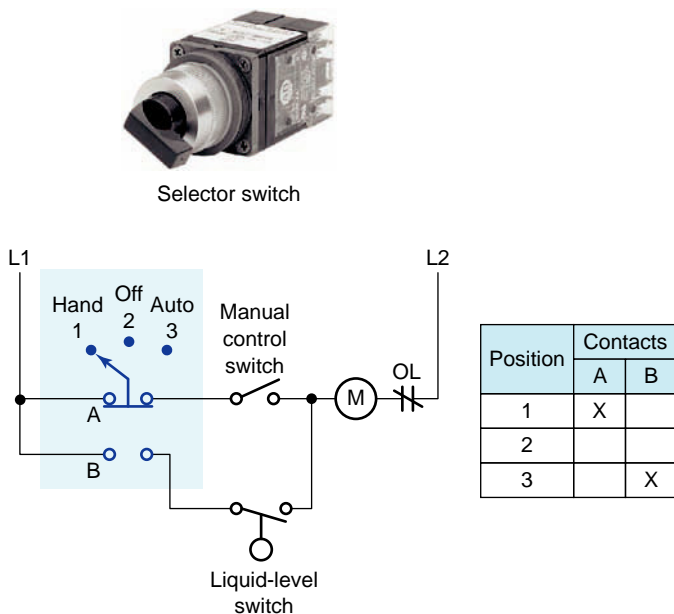 Selector switch
L1
L2
Hand
Off
Auto
1
2
3
Manual
control
switch
OL
A
M
B
Liquid-level
switch
Position
Contacts
A B
1 X
2
3 X